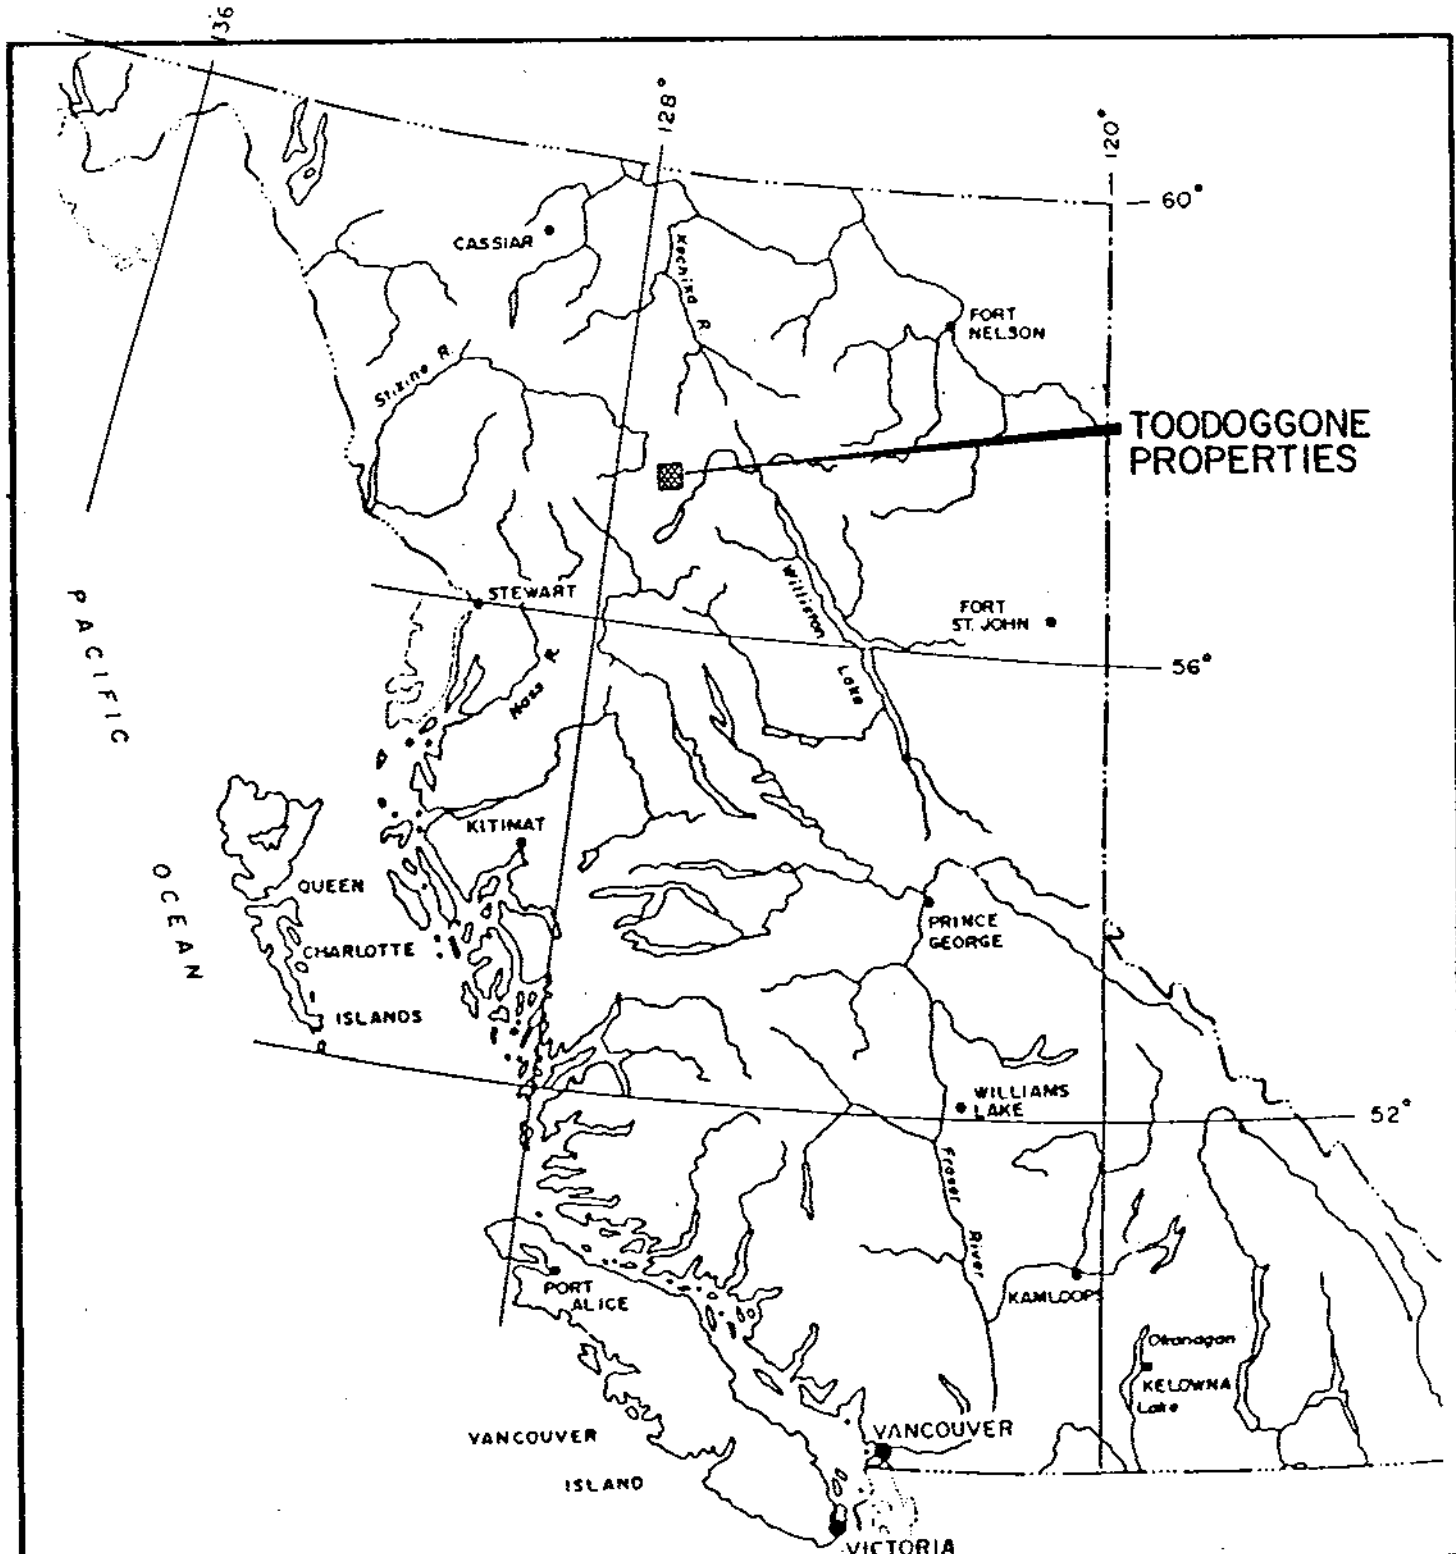 136
128°
120°
60°
CASSIAR
Kechika R.
FORT
NELSON
Stikine R.
TOODOGGONE
PROPERTIES
STEWART
Williston
Lake
FORT
ST. JOHN
56°
Nass R.
PACIFIC
OCEAN
KITIMAT
QUEEN
CHARLOTTE
ISLANDS
PRINCE
GEORGE
WILLIAMS
LAKE
52°
Fraser
River
PORT
ALICE
KAMLOOPS
Okanagan
KELOWNA
Lake
VANCOUVER
VANCOUVER
ISLAND
VICTORIA